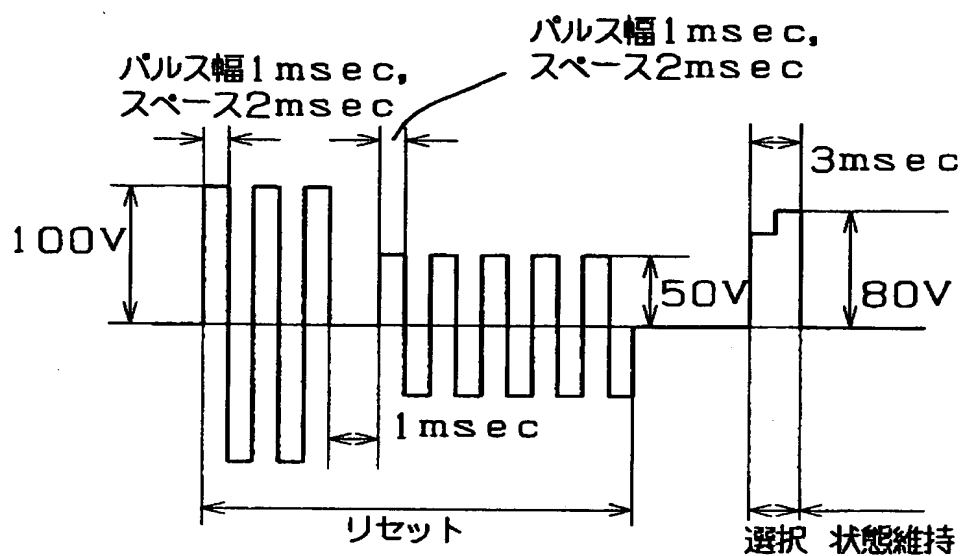 パルス幅1msec,
スペース2msec
パルス幅1msec,
スペース2msec
3msec
100V
50V
80V
1msec
リセット
選択 状態維持